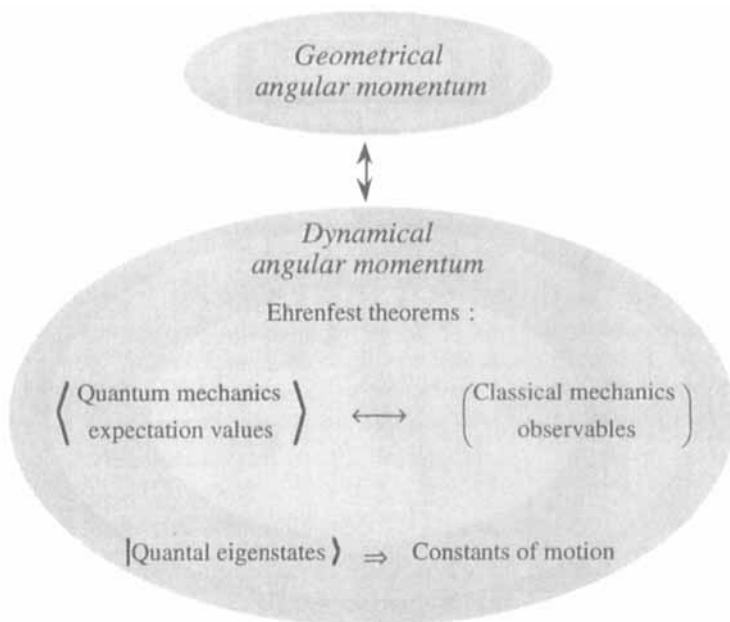 Geometrical
angular momentum
Dynamical
angular momentum
Ehrenfest theorems :
⟨ Quantum mechanics expectation values ⟩ ⟷ ( Classical mechanics observables )
|Quantal eigenstates ⟩ ⇒ Constants of motion